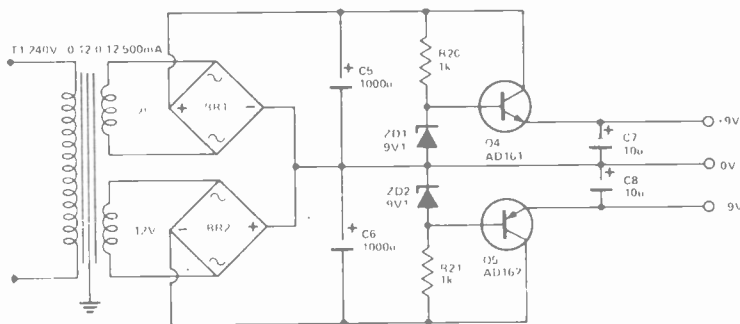 T1 240V 0 12 0 12 500mA
BR1
+
-
12V
BR2
-
+
C5
1000u
+
C6
1000u
R20
1k
ZD1
9V1
ZD2
9V1
R21
1k
Q4
AD161
Q5
AD162
+
C7
10u
+
C8
10u
+9V
0V
9V